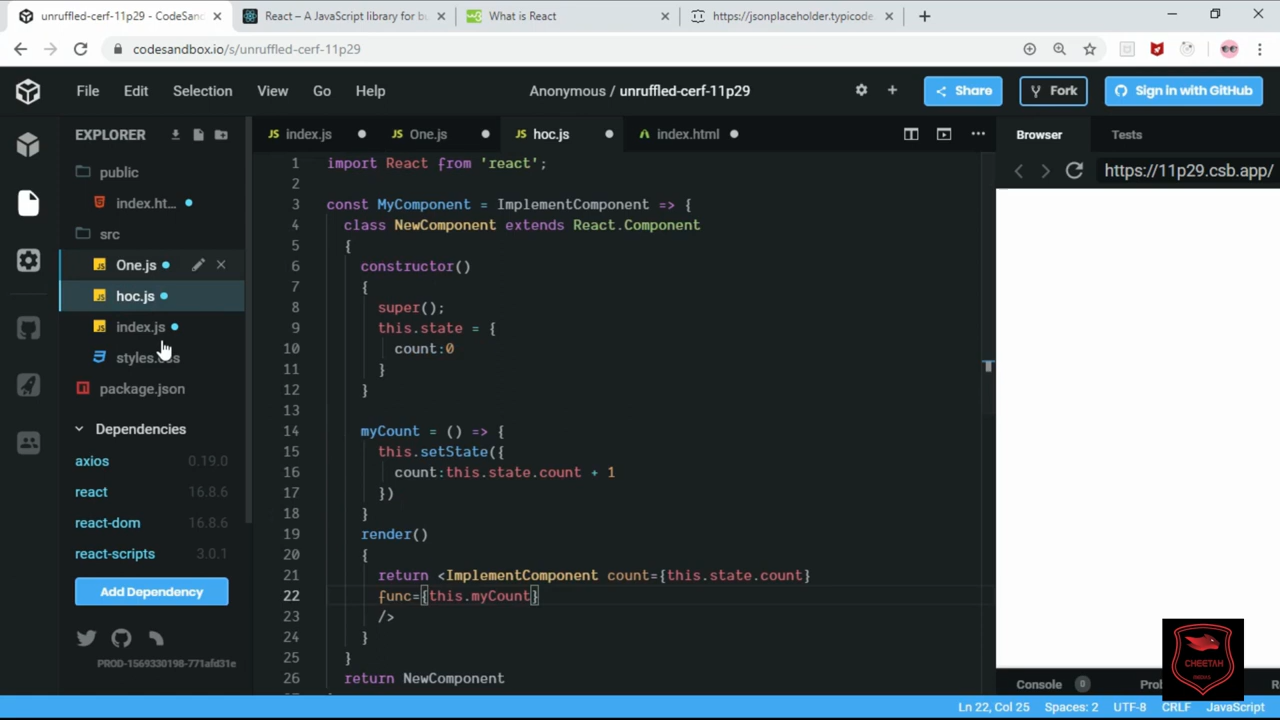 unruffled-cerf-11p29 - CodeSanc
React – A JavaScript library for bu
What is React
https://jsonplaceholder.typicode.
codesandbox.io/s/unruffled-cerf-11p29
File Edit Selection View Go Help
Anonymous / unruffled-cerf-11p29
Share
Fork
Sign in with GitHub
EXPLORER
index.js
One.js
hoc.js
index.html
Browser
Tests
https://11p29.csb.app/
public
index.ht...
src
One.js
hoc.js
index.js
styles.css
package.json
Dependencies
axios 0.19.0
react 16.8.6
react-dom 16.8.6
react-scripts 3.0.1
Add Dependency
PROD-1569330198-771afd31e
1 import React from 'react';
2
3 const MyComponent = ImplementComponent => {
4 class NewComponent extends React.Component
5 {
6 constructor()
7 {
8 super();
9 this.state = {
10 count:0
11 }
12 }
13
14 myCount = () => {
15 this.setState({
16 count:this.state.count + 1
17 })
18 }
19 render()
20 {
21 return <ImplementComponent count={this.state.count}
22 func={this.myCount}
23 />
24 }
25 }
26 return NewComponent
Console 0
CHEETAH
Ln 22, Col 25 Spaces: 2 UTF-8 CRLF JavaScript